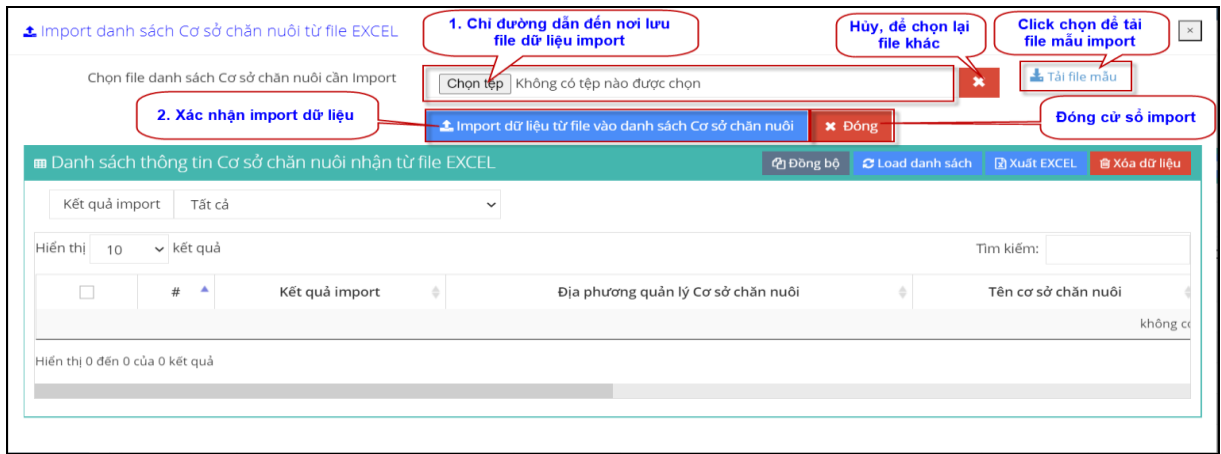 Import danh sách Cơ sở chăn nuôi từ file EXCEL
1. Chỉ đường dẫn đến nơi lưu
file dữ liệu import
Hủy, để chọn lại
file khác
Click chọn để tải
file mẫu import
×
Chọn file danh sách Cơ sở chăn nuôi cần Import
Chọn tệp Không có tệp nào được chọn
Tải file mẫu
2. Xác nhận import dữ liệu
Import dữ liệu từ file vào danh sách Cơ sở chăn nuôi
Đóng
Đóng cử sổ import
Danh sách thông tin Cơ sở chăn nuôi nhận từ file EXCEL
Đồng bộ
Load danh sách
Xuất EXCEL
Xóa dữ liệu
Kết quả import
Tất cả
Hiển thị 10 kết quả
Tìm kiếm:
# Kết quả import Địa phương quản lý Cơ sở chăn nuôi Tên cơ sở chăn nuôi
không
Hiển thị 0 đến 0 của 0 kết quả